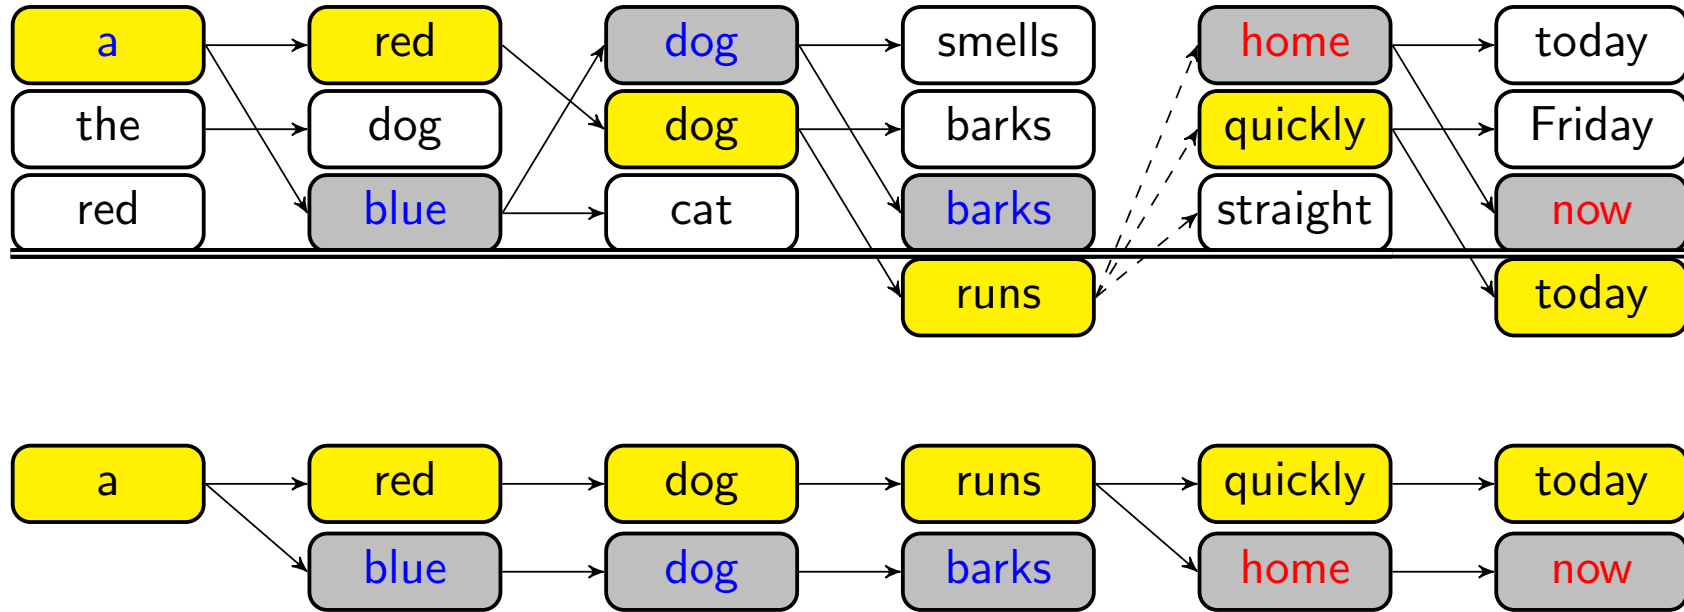 a red dog smells home today
the dog dog barks quickly Friday
red blue cat barks straight now
runs today
a red dog runs quickly today
blue dog barks home now